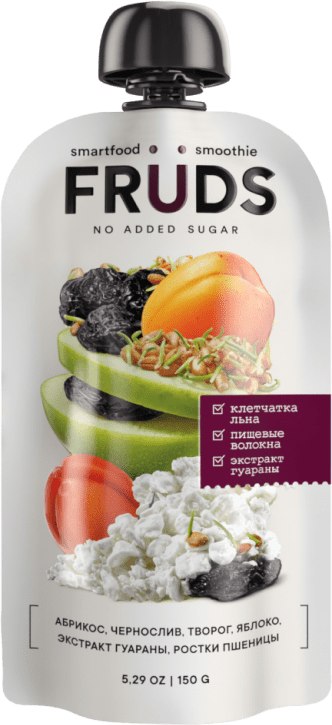 smartfood smoothie
FRUDS
NO ADDED SUGAR
клетчатка
льна
пищевые
волокна
экстракт
гуараны
АБРИКОС, ЧЕРНОСЛИВ, ТВОРОГ, ЯБЛОКО,
ЭКСТРАКТ ГУАРАНЫ, РОСТКИ ПШЕНИЦЫ
5,29 OZ | 150 G